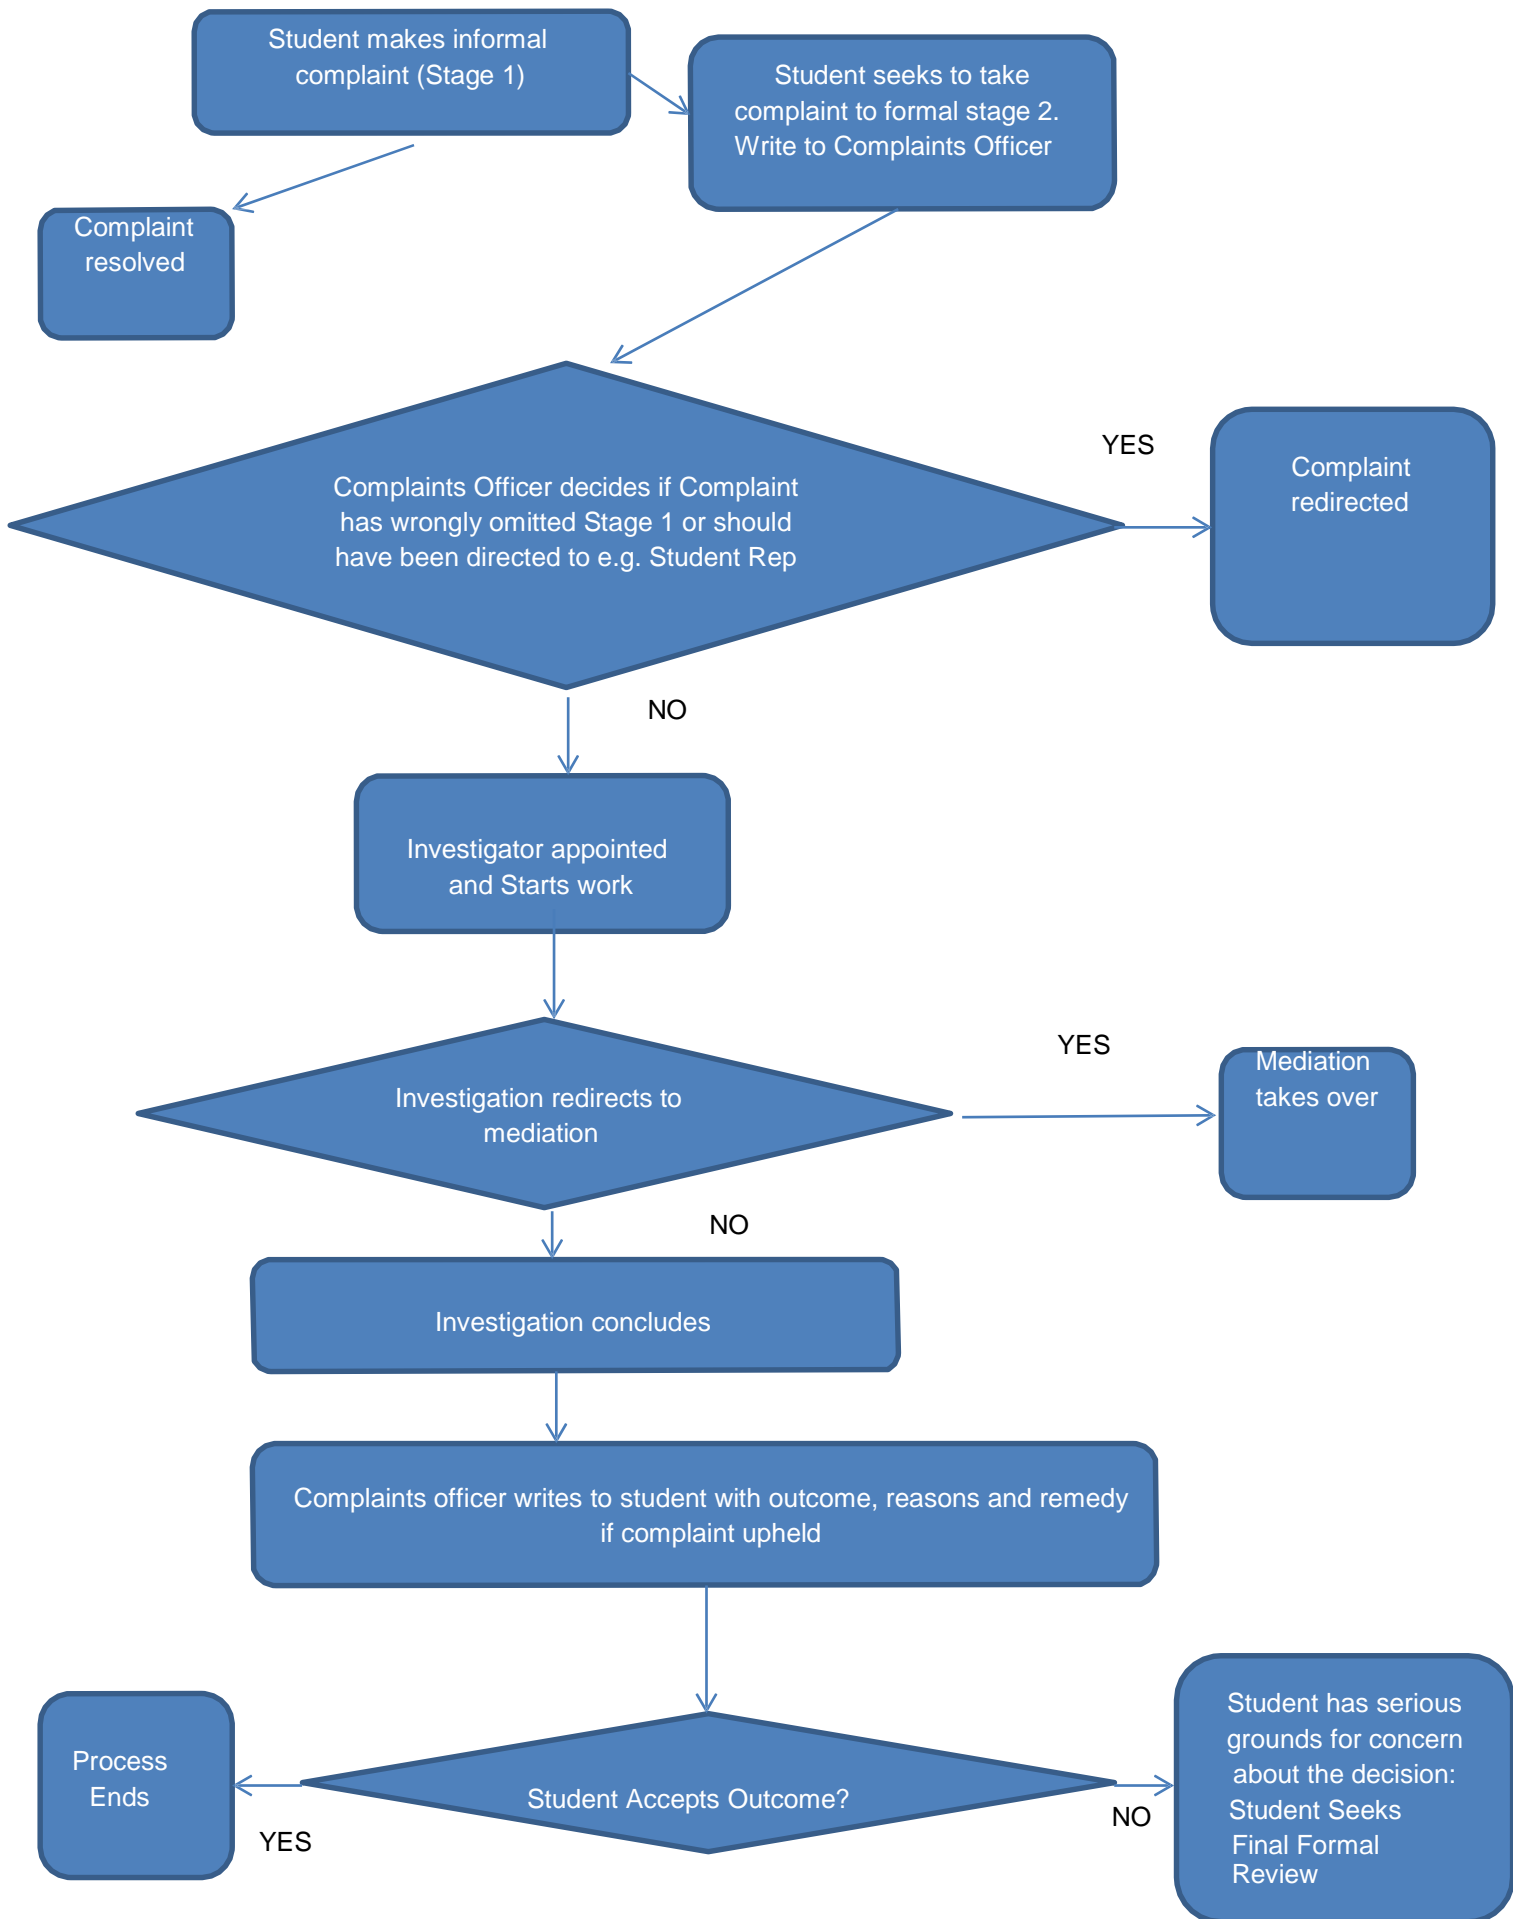 Student makes informal
complaint (Stage 1)
Student seeks to take
complaint to formal stage 2.
Write to Complaints Officer
Complaint
resolved
Complaints Officer decides if Complaint
has wrongly omitted Stage 1 or should
have been directed to e.g. Student Rep
YES
Complaint
redirected
NO
Investigator appointed
and Starts work
Investigation redirects to
mediation
YES
Mediation
takes over
NO
Investigation concludes
Complaints officer writes to student with outcome, reasons and remedy
if complaint upheld
Process
Ends
YES
Student Accepts Outcome?
NO
Student has serious
grounds for concern
about the decision:
Student Seeks
Final Formal
Review